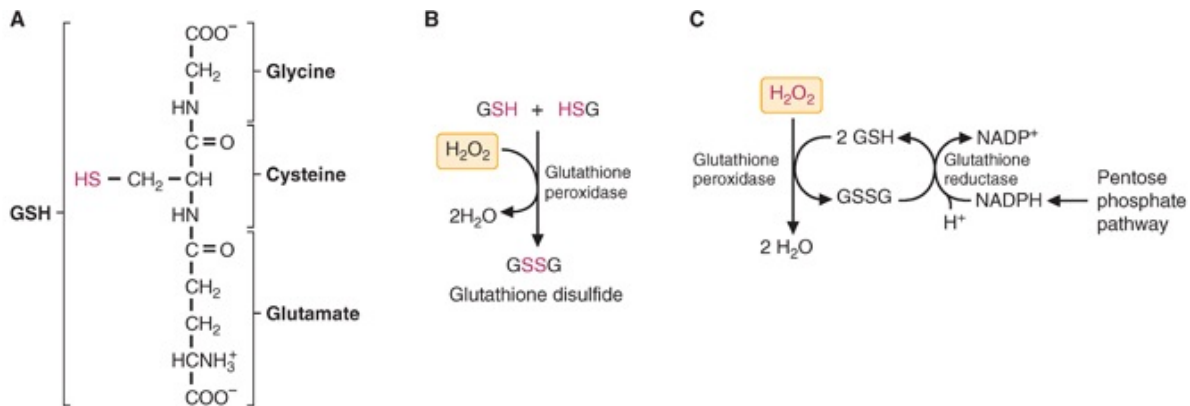 A
COO⁻
CH₂
Glycine
HN
C=O
HS—CH₂—CH
Cysteine
GSH
HN
C=O
CH₂
CH₂
Glutamate
HCNH₃⁺
COO⁻
B
GSH + HSG
H₂O₂
Glutathione
peroxidase
2H₂O
GSSG
Glutathione disulfide
C
H₂O₂
2 GSH
NADP⁺
Glutathione
peroxidase
Glutathione
reductase
GSSG
NADPH
H⁺
Pentose
phosphate
pathway
2 H₂O